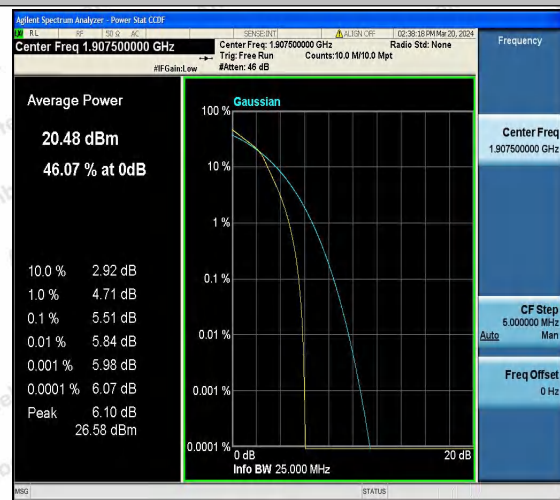 Agilent Spectrum Analyzer - Power Stat CCDF
RL RF 50 Ω AC SENSE:INT ALIGN OFF 02:38:18 PM Mar 20, 2024
Center Freq 1.907500000 GHz
Center Freq: 1.907500000 GHz Radio Std: None
Trig: Free Run Counts:10.0 M/10.0 Mpt
#IFGain:Low #Atten: 46 dB
Frequency
Average Power
20.48 dBm
46.07 % at 0dB
10.0 % 2.92 dB
1.0 % 4.71 dB
0.1 % 5.51 dB
0.01 % 5.84 dB
0.001 % 5.98 dB
0.0001 % 6.07 dB
Peak 6.10 dB
26.58 dBm
Gaussian
100 %
10 %
1 %
0.1 %
0.01 %
0.001 %
0.0001 %
0 dB 20 dB
Info BW 25.000 MHz
Center Freq
1.907500000 GHz
CF Step
5.000000 MHz
Auto Man
Freq Offset
0 Hz
MSG STATUS